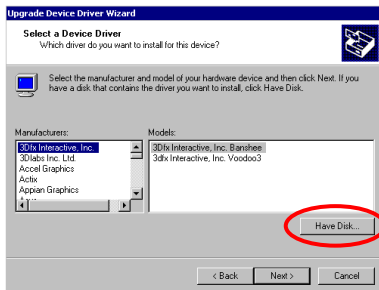 Upgrade Device Driver Wizard
Select a Device Driver
Which driver do you want to install for this device?
Select the manufacturer and model of your hardware device and then click Next. If you
have a disk that contains the driver you want to install, click Have Disk.
Manufacturers:
Models:
3Dfx Interactive, Inc.
3Dlabs Inc. Ltd.
Accel Graphics
Actix
Appian Graphics
3Dfx Interactive, Inc. Banshee
3dfx Interactive, Inc. Voodoo3
Have Disk...
< Back
Next >
Cancel